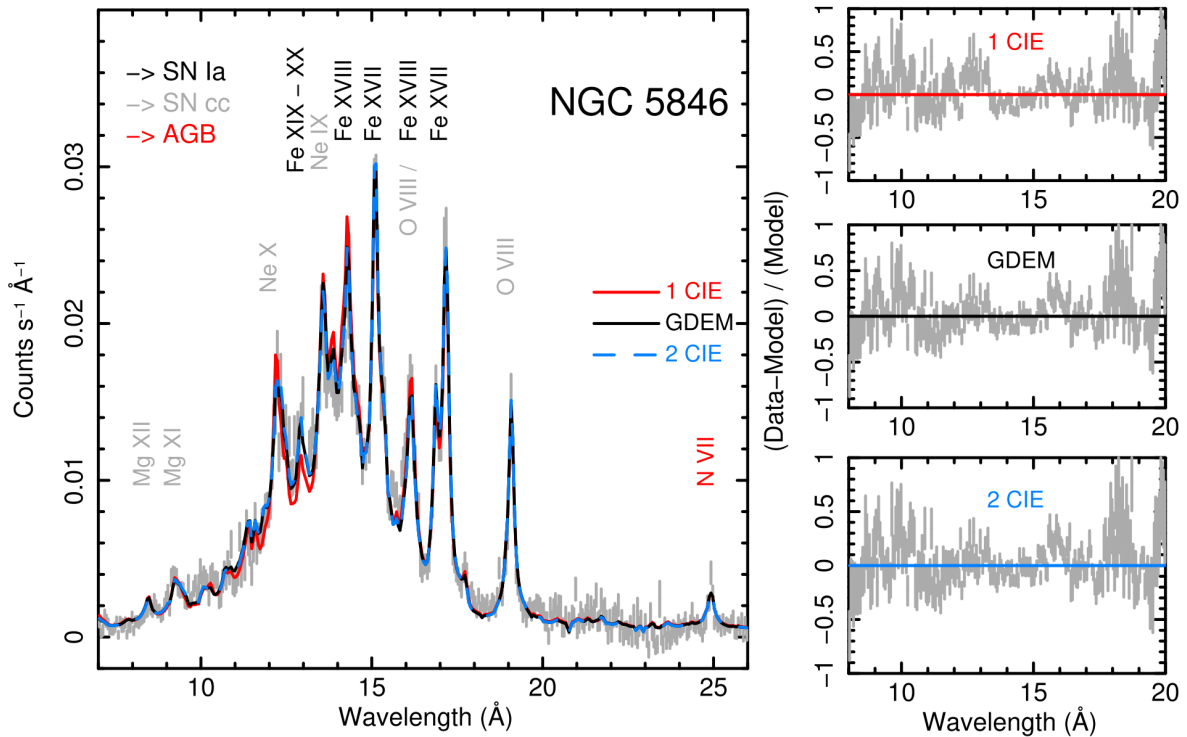 NGC 5846
–> SN Ia
–> SN cc
–> AGB
Mg XII
Mg XI
Ne X
Fe XIX – XX
Ne IX
Fe XVIII
Fe XVII
O VIII /
Fe XVIII
Fe XVII
O VIII
N VII
1 CIE
GDEM
2 CIE
Counts s⁻¹ Å⁻¹
0.03
0.02
0.01
0
10 15 20 25
Wavelength (Å)
(Data–Model) / (Model)
1 CIE
1
0.5
0
−0.5
−1
10 15 20
GDEM
1
0.5
0
−0.5
−1
10 15 20
2 CIE
1
0.5
0
−0.5
−1
10 15 20
Wavelength (Å)